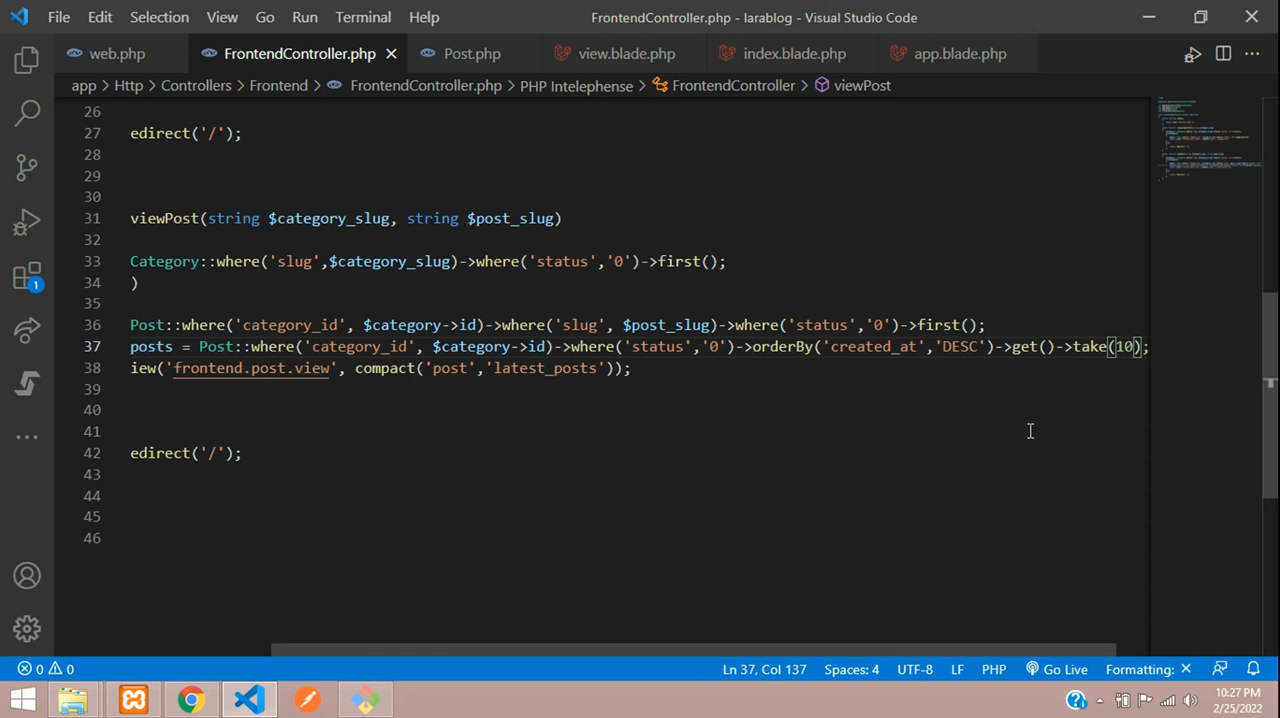 File Edit Selection View Go Run Terminal Help FrontendController.php - larablog - Visual Studio Code
web.php FrontendController.php Post.php view.blade.php index.blade.php app.blade.php
app > Http > Controllers > Frontend > FrontendController.php > PHP Intelephense > FrontendController > viewPost
26
27 edirect('/');
28
29
30
31 viewPost(string $category_slug, string $post_slug)
32
33 Category::where('slug',$category_slug)->where('status','0')->first();
34 )
35
36 Post::where('category_id', $category->id)->where('slug', $post_slug)->where('status','0')->first();
37 posts = Post::where('category_id', $category->id)->where('status','0')->orderBy('created_at','DESC')->get()->take(10);
38 iew('frontend.post.view', compact('post','latest_posts'));
39
40
41
42 edirect('/');
43
44
45
46
1
0 0 Ln 37, Col 137 Spaces: 4 UTF-8 LF PHP Go Live Formatting: ×
10:27 PM
2/25/2022